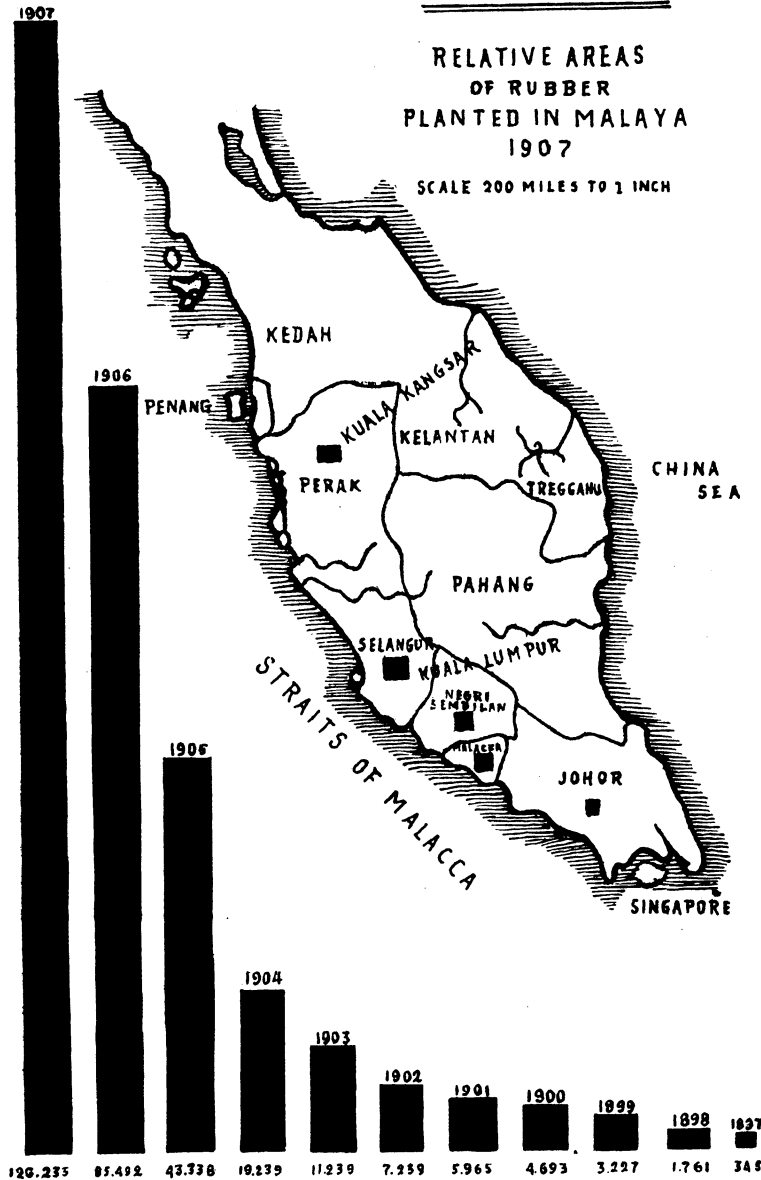 1907
RELATIVE AREAS
OF RUBBER
PLANTED IN MALAYA
1907
SCALE 200 MILES TO 1 INCH
KEDAH
1906
PENANG
KUALA KANGSAR
KELANTAN
CHINA
SEA
PERAK
TREGGANU
PAHANG
SELANGUR
KUALA LUMPUR
NEGRI
SEMBILAN
STRAITS OF MALACCA
MALACCA
1905
JOHOR
SINGAPORE
1904
1903
1902
1901
1900
1899
1898
1897
126.235 85.492 43.338 19.239 11.239 7.239 5.965 4.693 3.227 1.761 345